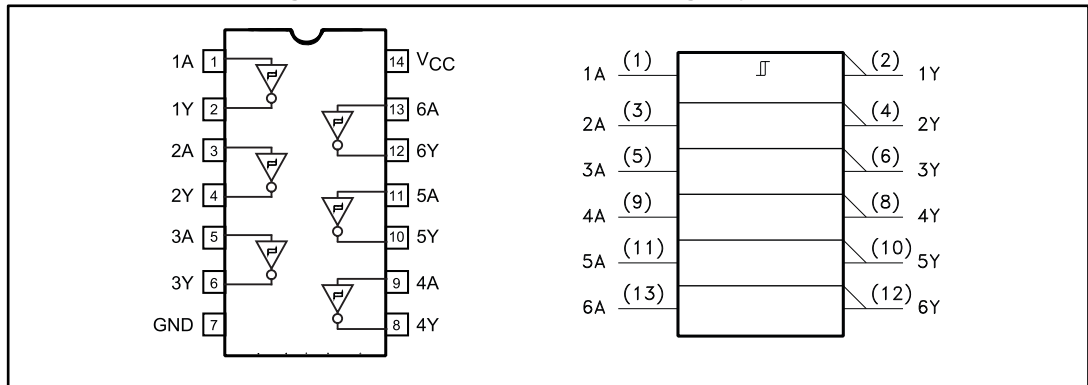 1A 1
1Y 2
2A 3
2Y 4
3A 5
3Y 6
GND 7
14 VCC
13 6A
12 6Y
11 5A
10 5Y
9 4A
8 4Y
1A (1) (2) 1Y
2A (3) (4) 2Y
3A (5) (6) 3Y
4A (9) (8) 4Y
5A (11) (10) 5Y
6A (13) (12) 6Y